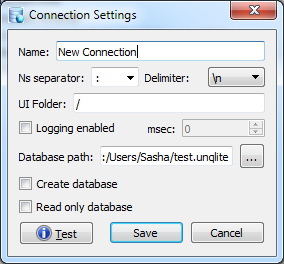 Connection Settings
Name: New Connection
Ns separator: : Delimiter: \n
UI Folder: /
Logging enabled msec: 0
Database path: :/Users/Sasha/test.unqlite ...
Create database
Read only database
Test Save Cancel